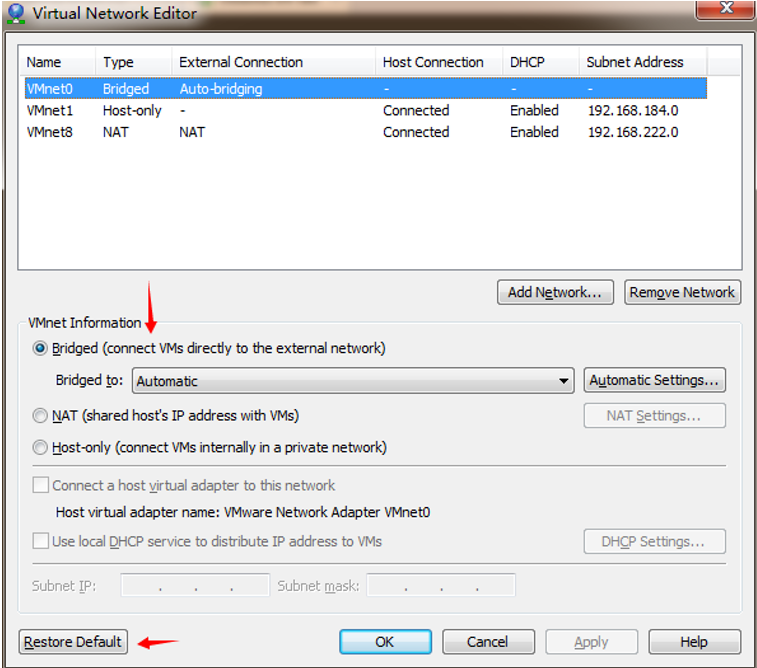 Virtual Network Editor
Name Type External Connection Host Connection DHCP Subnet Address
VMnet0 Bridged Auto-bridging - - -
VMnet1 Host-only - Connected Enabled 192.168.184.0
VMnet8 NAT NAT Connected Enabled 192.168.222.0
Add Network... Remove Network
VMnet Information
Bridged (connect VMs directly to the external network)
Bridged to: Automatic Automatic Settings...
NAT (shared host's IP address with VMs) NAT Settings...
Host-only (connect VMs internally in a private network)
Connect a host virtual adapter to this network
Host virtual adapter name: VMware Network Adapter VMnet0
Use local DHCP service to distribute IP address to VMs DHCP Settings...
Subnet IP: . . . Subnet mask: . . .
Restore Default OK Cancel Apply Help